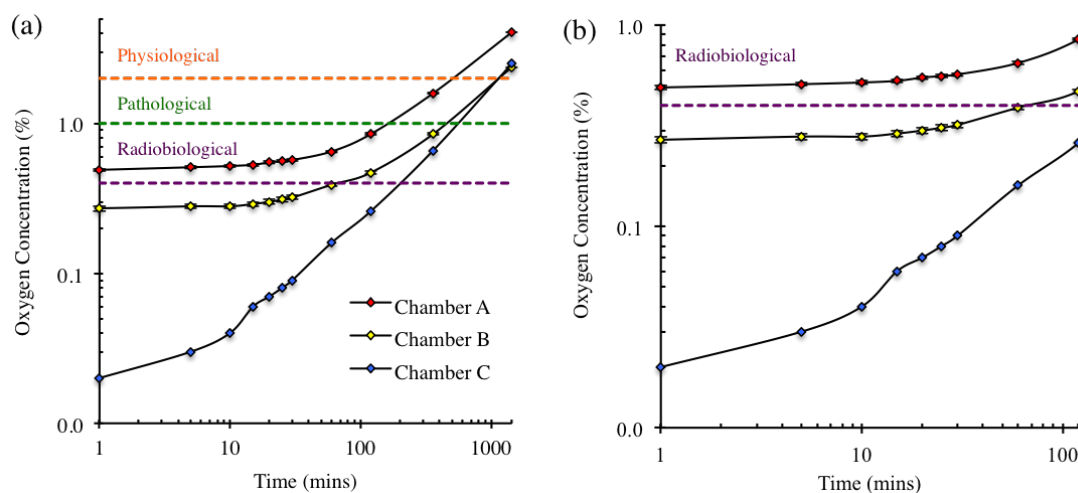 (a)
Physiological
Pathological
1.0
Radiobiological
Oxygen Concentration (%)
0.1
Chamber A
Chamber B
Chamber C
0.0
1
10
100
1000
Time (mins)
(b)
1.0
Radiobiological
Oxygen Concentration (%)
0.1
0.0
1
10
100
Time (mins)